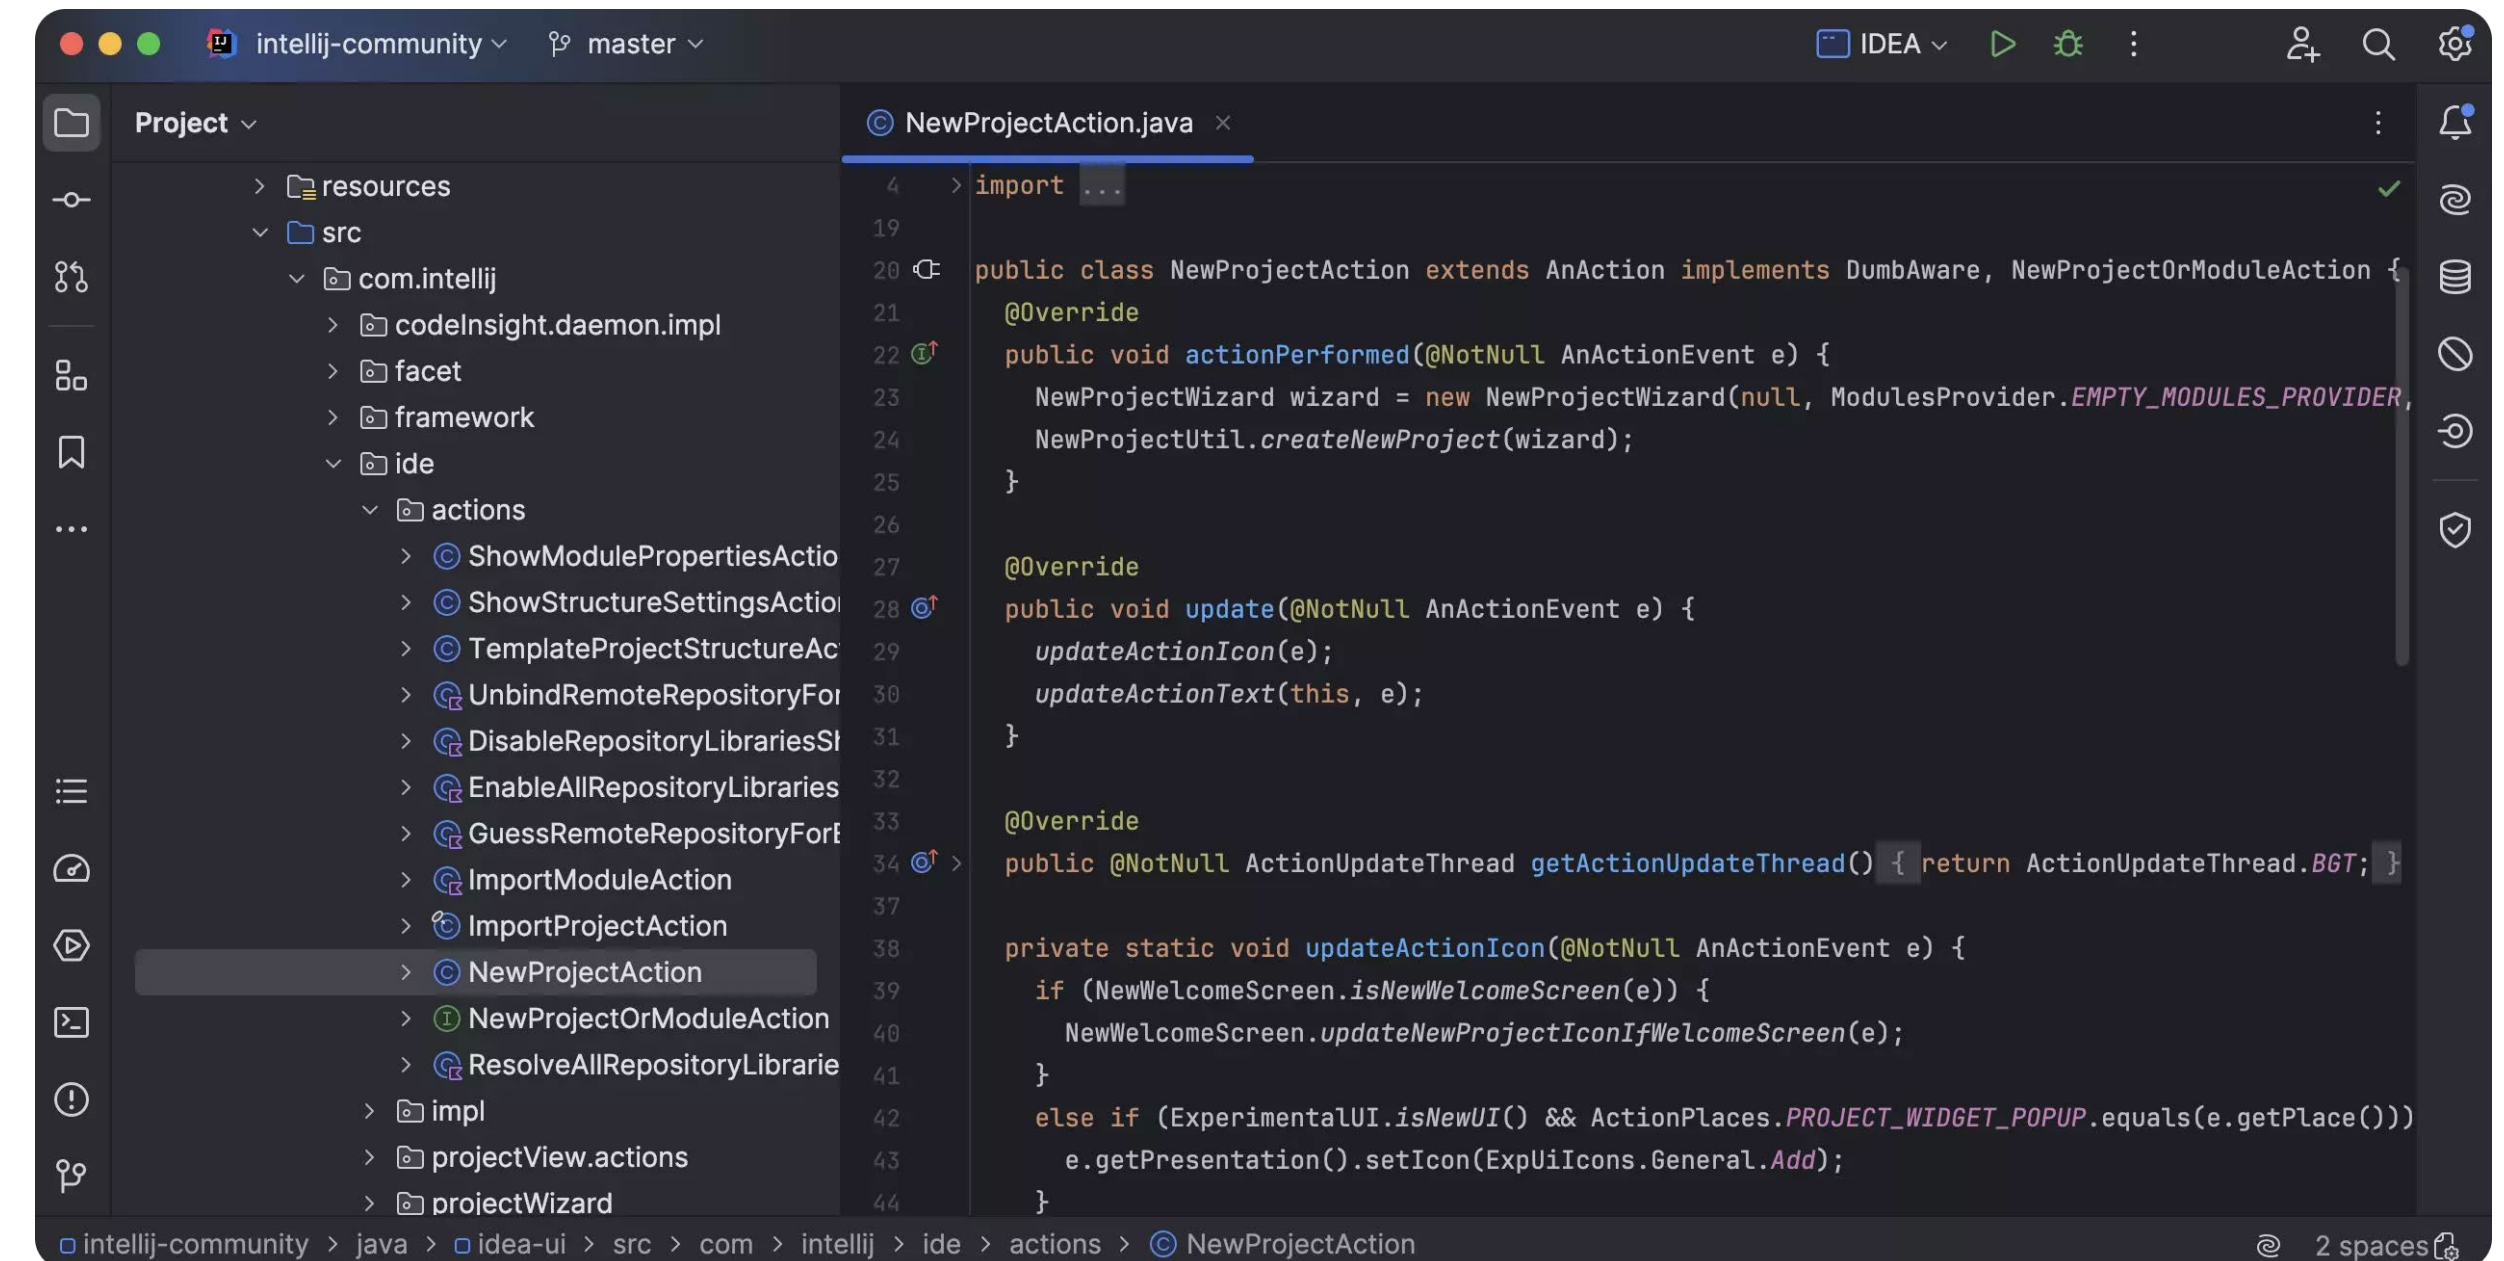 intellij-community master IDEA
Project
resources
src
com.intellij
codeInsight.daemon.impl
facet
framework
ide
actions
ShowModulePropertiesActio
ShowStructureSettingsActio
TemplateProjectStructureAc
UnbindRemoteRepositoryFor
DisableRepositoryLibrariesSh
EnableAllRepositoryLibraries
GuessRemoteRepositoryForE
ImportModuleAction
ImportProjectAction
NewProjectAction
NewProjectOrModuleAction
ResolveAllRepositoryLibrarie
impl
projectView.actions
projectWizard
NewProjectAction.java
4 import ...
19
20 public class NewProjectAction extends AnAction implements DumbAware, NewProjectOrModuleAction {
21 @Override
22 public void actionPerformed(@NotNull AnActionEvent e) {
23 NewProjectWizard wizard = new NewProjectWizard(null, ModulesProvider.EMPTY_MODULES_PROVIDER,
24 NewProjectUtil.createNewProject(wizard);
25 }
26
27 @Override
28 public void update(@NotNull AnActionEvent e) {
29 updateActionIcon(e);
30 updateActionText(this, e);
31 }
32
33 @Override
34 public @NotNull ActionUpdateThread getActionUpdateThread() { return ActionUpdateThread.BGT; }
37
38 private static void updateActionIcon(@NotNull AnActionEvent e) {
39 if (NewWelcomeScreen.isNewWelcomeScreen(e)) {
40 NewWelcomeScreen.updateNewProjectIconIfWelcomeScreen(e);
41 }
42 else if (ExperimentalUI.isNewUI() && ActionPlaces.PROJECT_WIDGET_POPUP.equals(e.getPlace()))
43 e.getPresentation().setIcon(ExpUiIcons.General.Add);
44 }
intellij-community > java > idea-ui > src > com > intellij > ide > actions > NewProjectAction 2 spaces